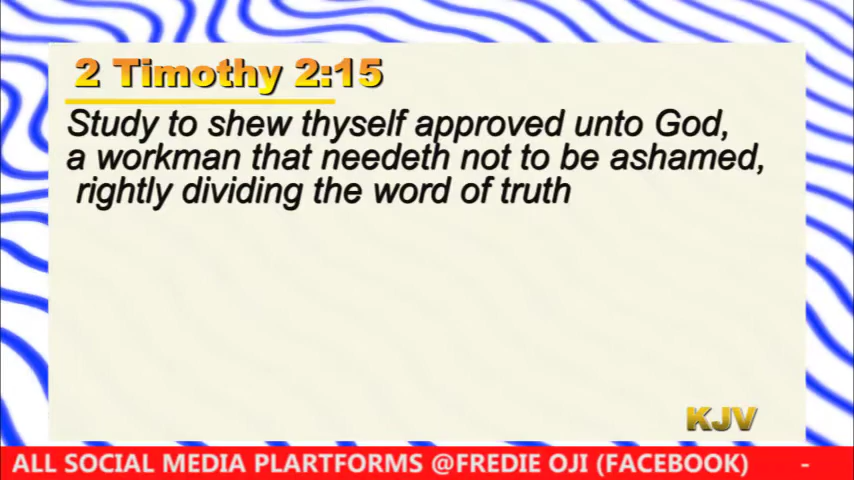 2 Timothy 2:15
Study to shew thyself approved unto God,
a workman that needeth not to be ashamed,
rightly dividing the word of truth
KJV
ALL SOCIAL MEDIA PLARTFORMS @FREDIE OJI (FACEBOOK) -